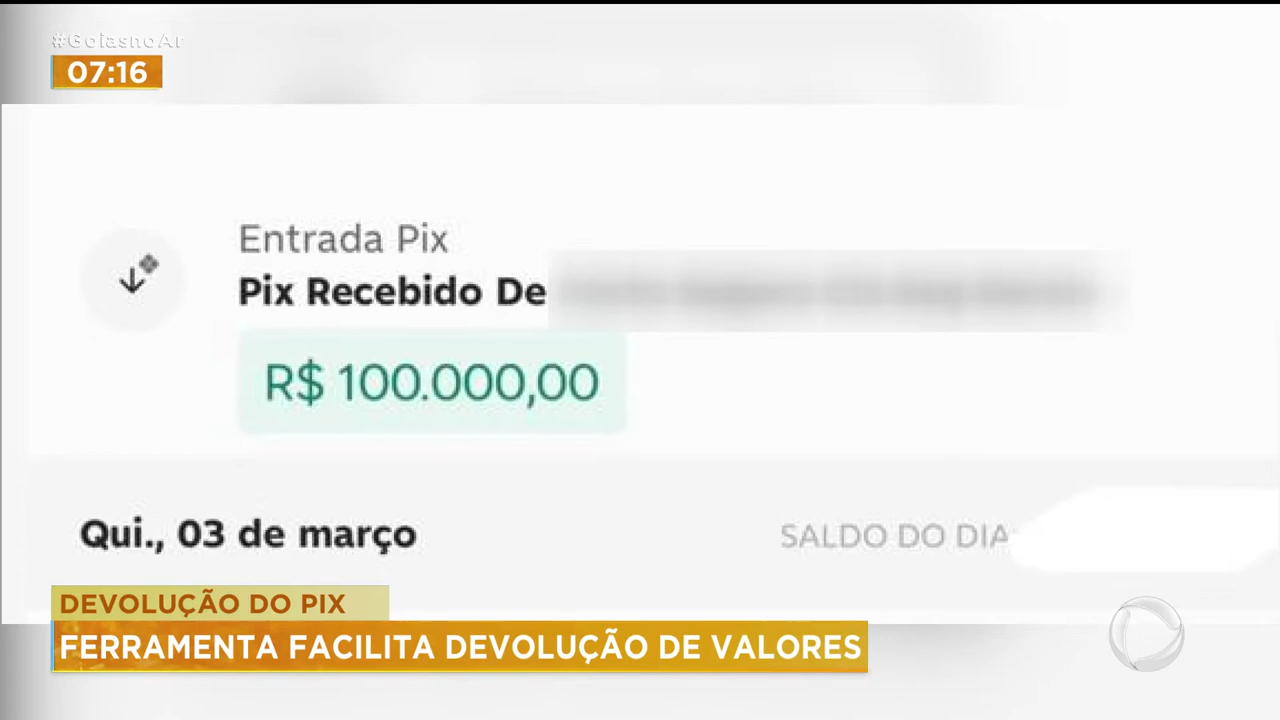 #GoiásnoAr
07:16
Entrada Pix
Pix Recebido De
R$ 100.000,00
Qui., 03 de março
SALDO DO DIA
DEVOLUÇÃO DO PIX
FERRAMENTA FACILITA DEVOLUÇÃO DE VALORES